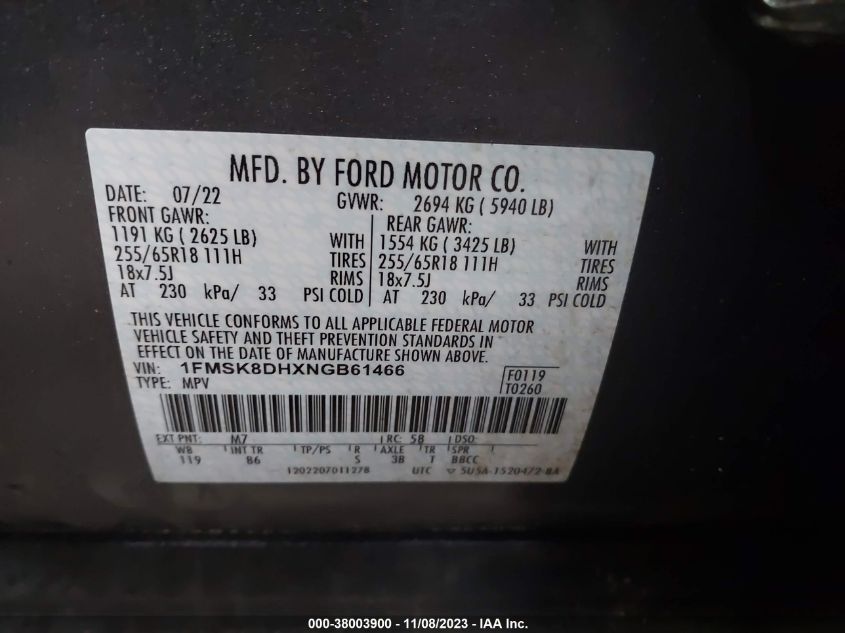 MFD. BY FORD MOTOR CO.
DATE: 07/22 GVWR: 2694 KG ( 5940 LB)
FRONT GAWR: REAR GAWR:
1191 KG ( 2625 LB) WITH 1554 KG ( 3425 LB) WITH
255/65R18 111H TIRES 255/65R18 111H TIRES
18x7.5J RIMS 18x7.5J RIMS
AT 230 kPa/ 33 PSI COLD AT 230 kPa/ 33 PSI COLD
THIS VEHICLE CONFORMS TO ALL APPLICABLE FEDERAL MOTOR
VEHICLE SAFETY AND THEFT PREVENTION STANDARDS IN
EFFECT ON THE DATE OF MANUFACTURE SHOWN ABOVE.
VIN: 1FMSK8DHXNGB61466 F0119
TYPE: MPV T0260
EXT PNT: M7 RC: 58 DSO:
WB INT TR TP/PS R AXLE TR SPR
119 B6 S 3B T BBCC
1202207011278 UTC 5U5A-1520472-BA
000-38003900 - 11/08/2023 - IAA Inc.